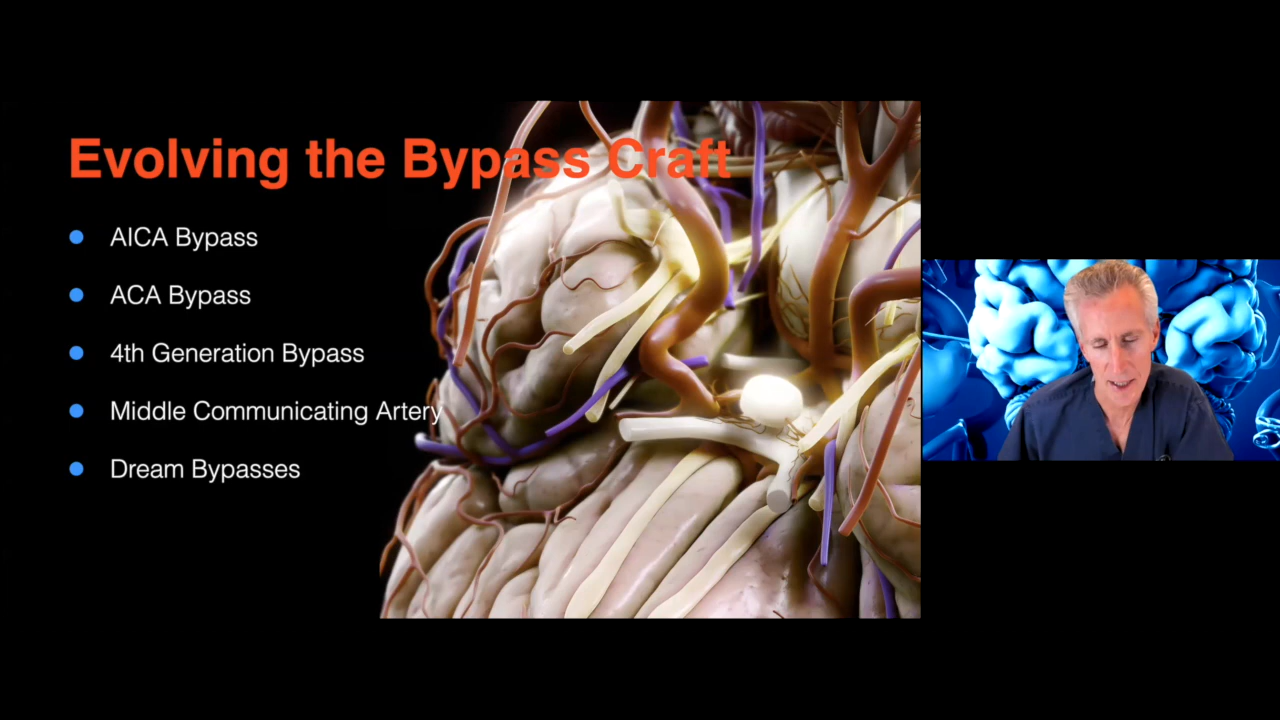 Evolving the Bypass Craft
AICA Bypass
ACA Bypass
4th Generation Bypass
Middle Communicating Artery
Dream Bypasses